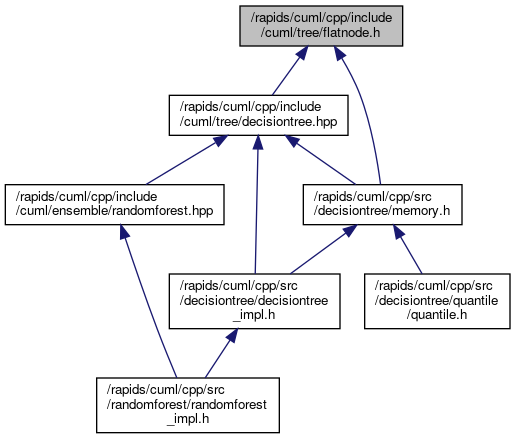 /rapids/cuml/cpp/include
/cuml/tree/flatnode.h
/rapids/cuml/cpp/include
/cuml/tree/decisiontree.hpp
/rapids/cuml/cpp/include
/cuml/ensemble/randomforest.hpp
/rapids/cuml/cpp/src
/decisiontree/memory.h
/rapids/cuml/cpp/src
/decisiontree/decisiontree
_impl.h
/rapids/cuml/cpp/src
/decisiontree/quantile
/quantile.h
/rapids/cuml/cpp/src
/randomforest/randomforest
_impl.h